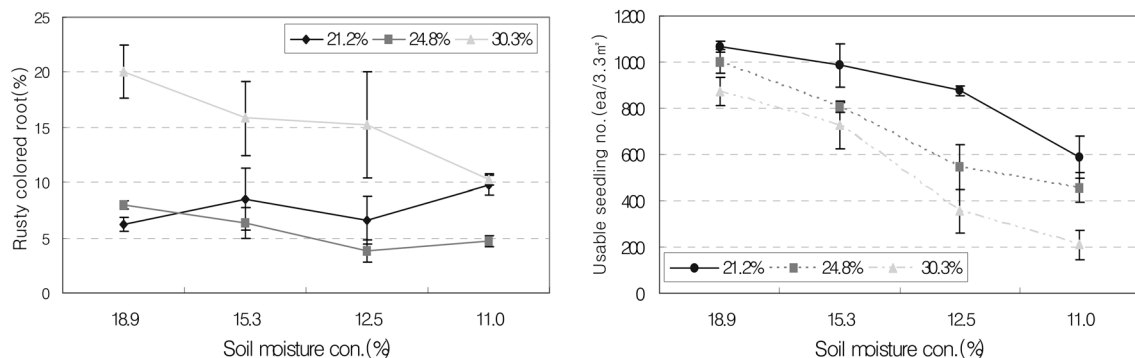 25
20
15
10
5
0
Rusty colored root(%)
21.2% 24.8% 30.3%
18.9 15.3 12.5 11.0
Soil moisture con.(%)
1200
1000
800
600
400
200
0
Usable seedling no.(ea/3.3㎡)
21.2% 24.8% 30.3%
18.9 15.3 12.5 11.0
Soil moisture con.(%)